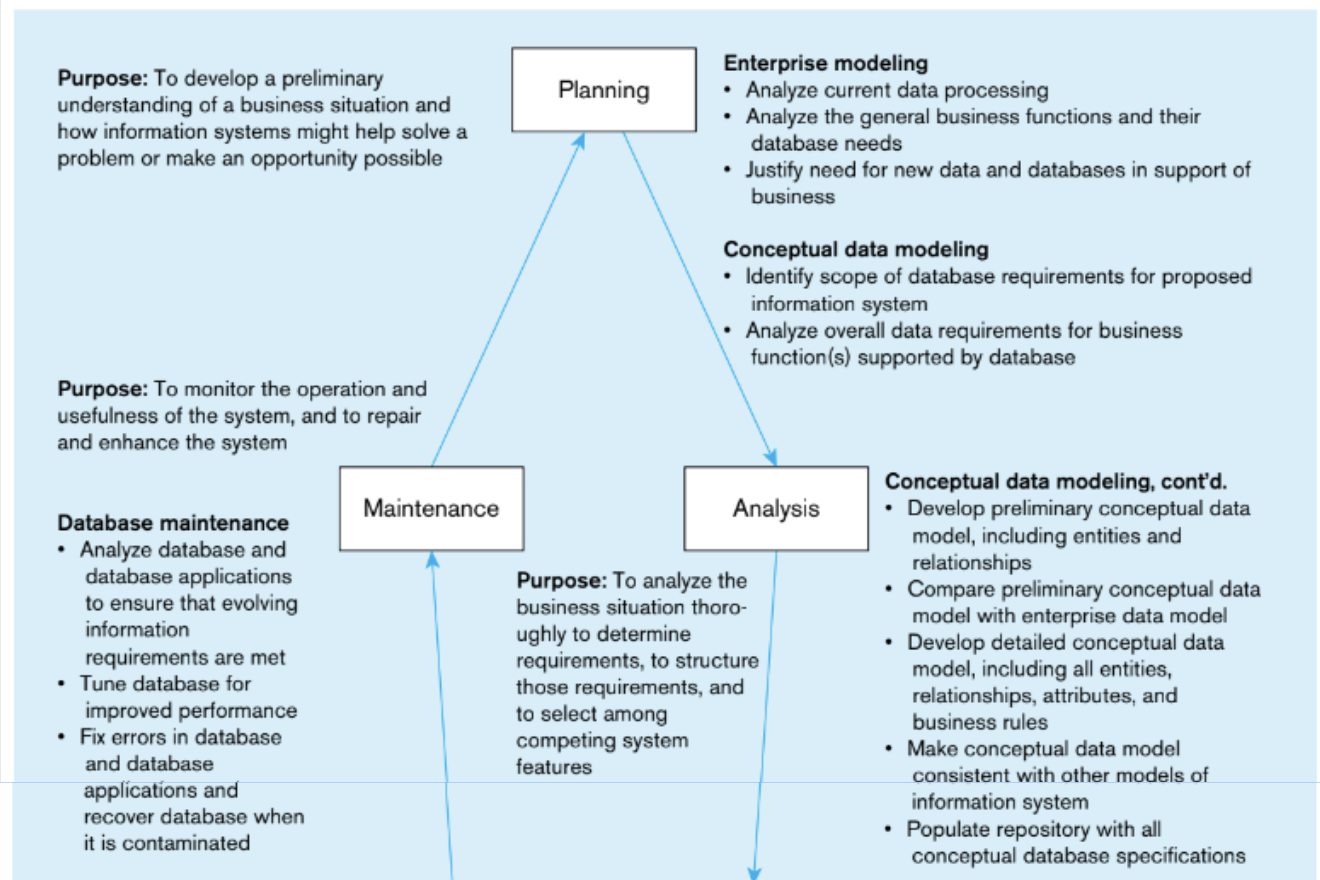 Purpose: To develop a preliminary
understanding of a business situation and
how information systems might help solve a
problem or make an opportunity possible
Planning
Enterprise modeling
• Analyze current data processing
• Analyze the general business functions and their
database needs
• Justify need for new data and databases in support of
business
Conceptual data modeling
• Identify scope of database requirements for proposed
information system
• Analyze overall data requirements for business
function(s) supported by database
Purpose: To monitor the operation and
usefulness of the system, and to repair
and enhance the system
Maintenance
Database maintenance
• Analyze database and
database applications
to ensure that evolving
information
requirements are met
• Tune database for
improved performance
• Fix errors in database
and database
applications and
recover database when
it is contaminated
Analysis
Purpose: To analyze the
business situation thoro-
ughly to determine
requirements, to structure
those requirements, and
to select among
competing system
features
Conceptual data modeling, cont'd.
• Develop preliminary conceptual data
model, including entities and
relationships
• Compare preliminary conceptual data
model with enterprise data model
• Develop detailed conceptual data
model, including all entities,
relationships, attributes, and
business rules
• Make conceptual data model
consistent with other models of
information system
• Populate repository with all
conceptual database specifications